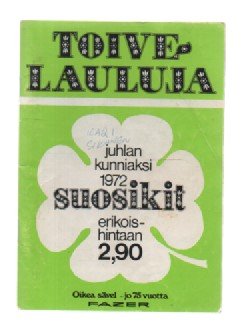 TOIVE-
LAULUJA
juhlan
kunniaksi
1972
suosikit
erikois-
hintaan
2,90
Oikea sävel - jo 75 vuotta
FAZER